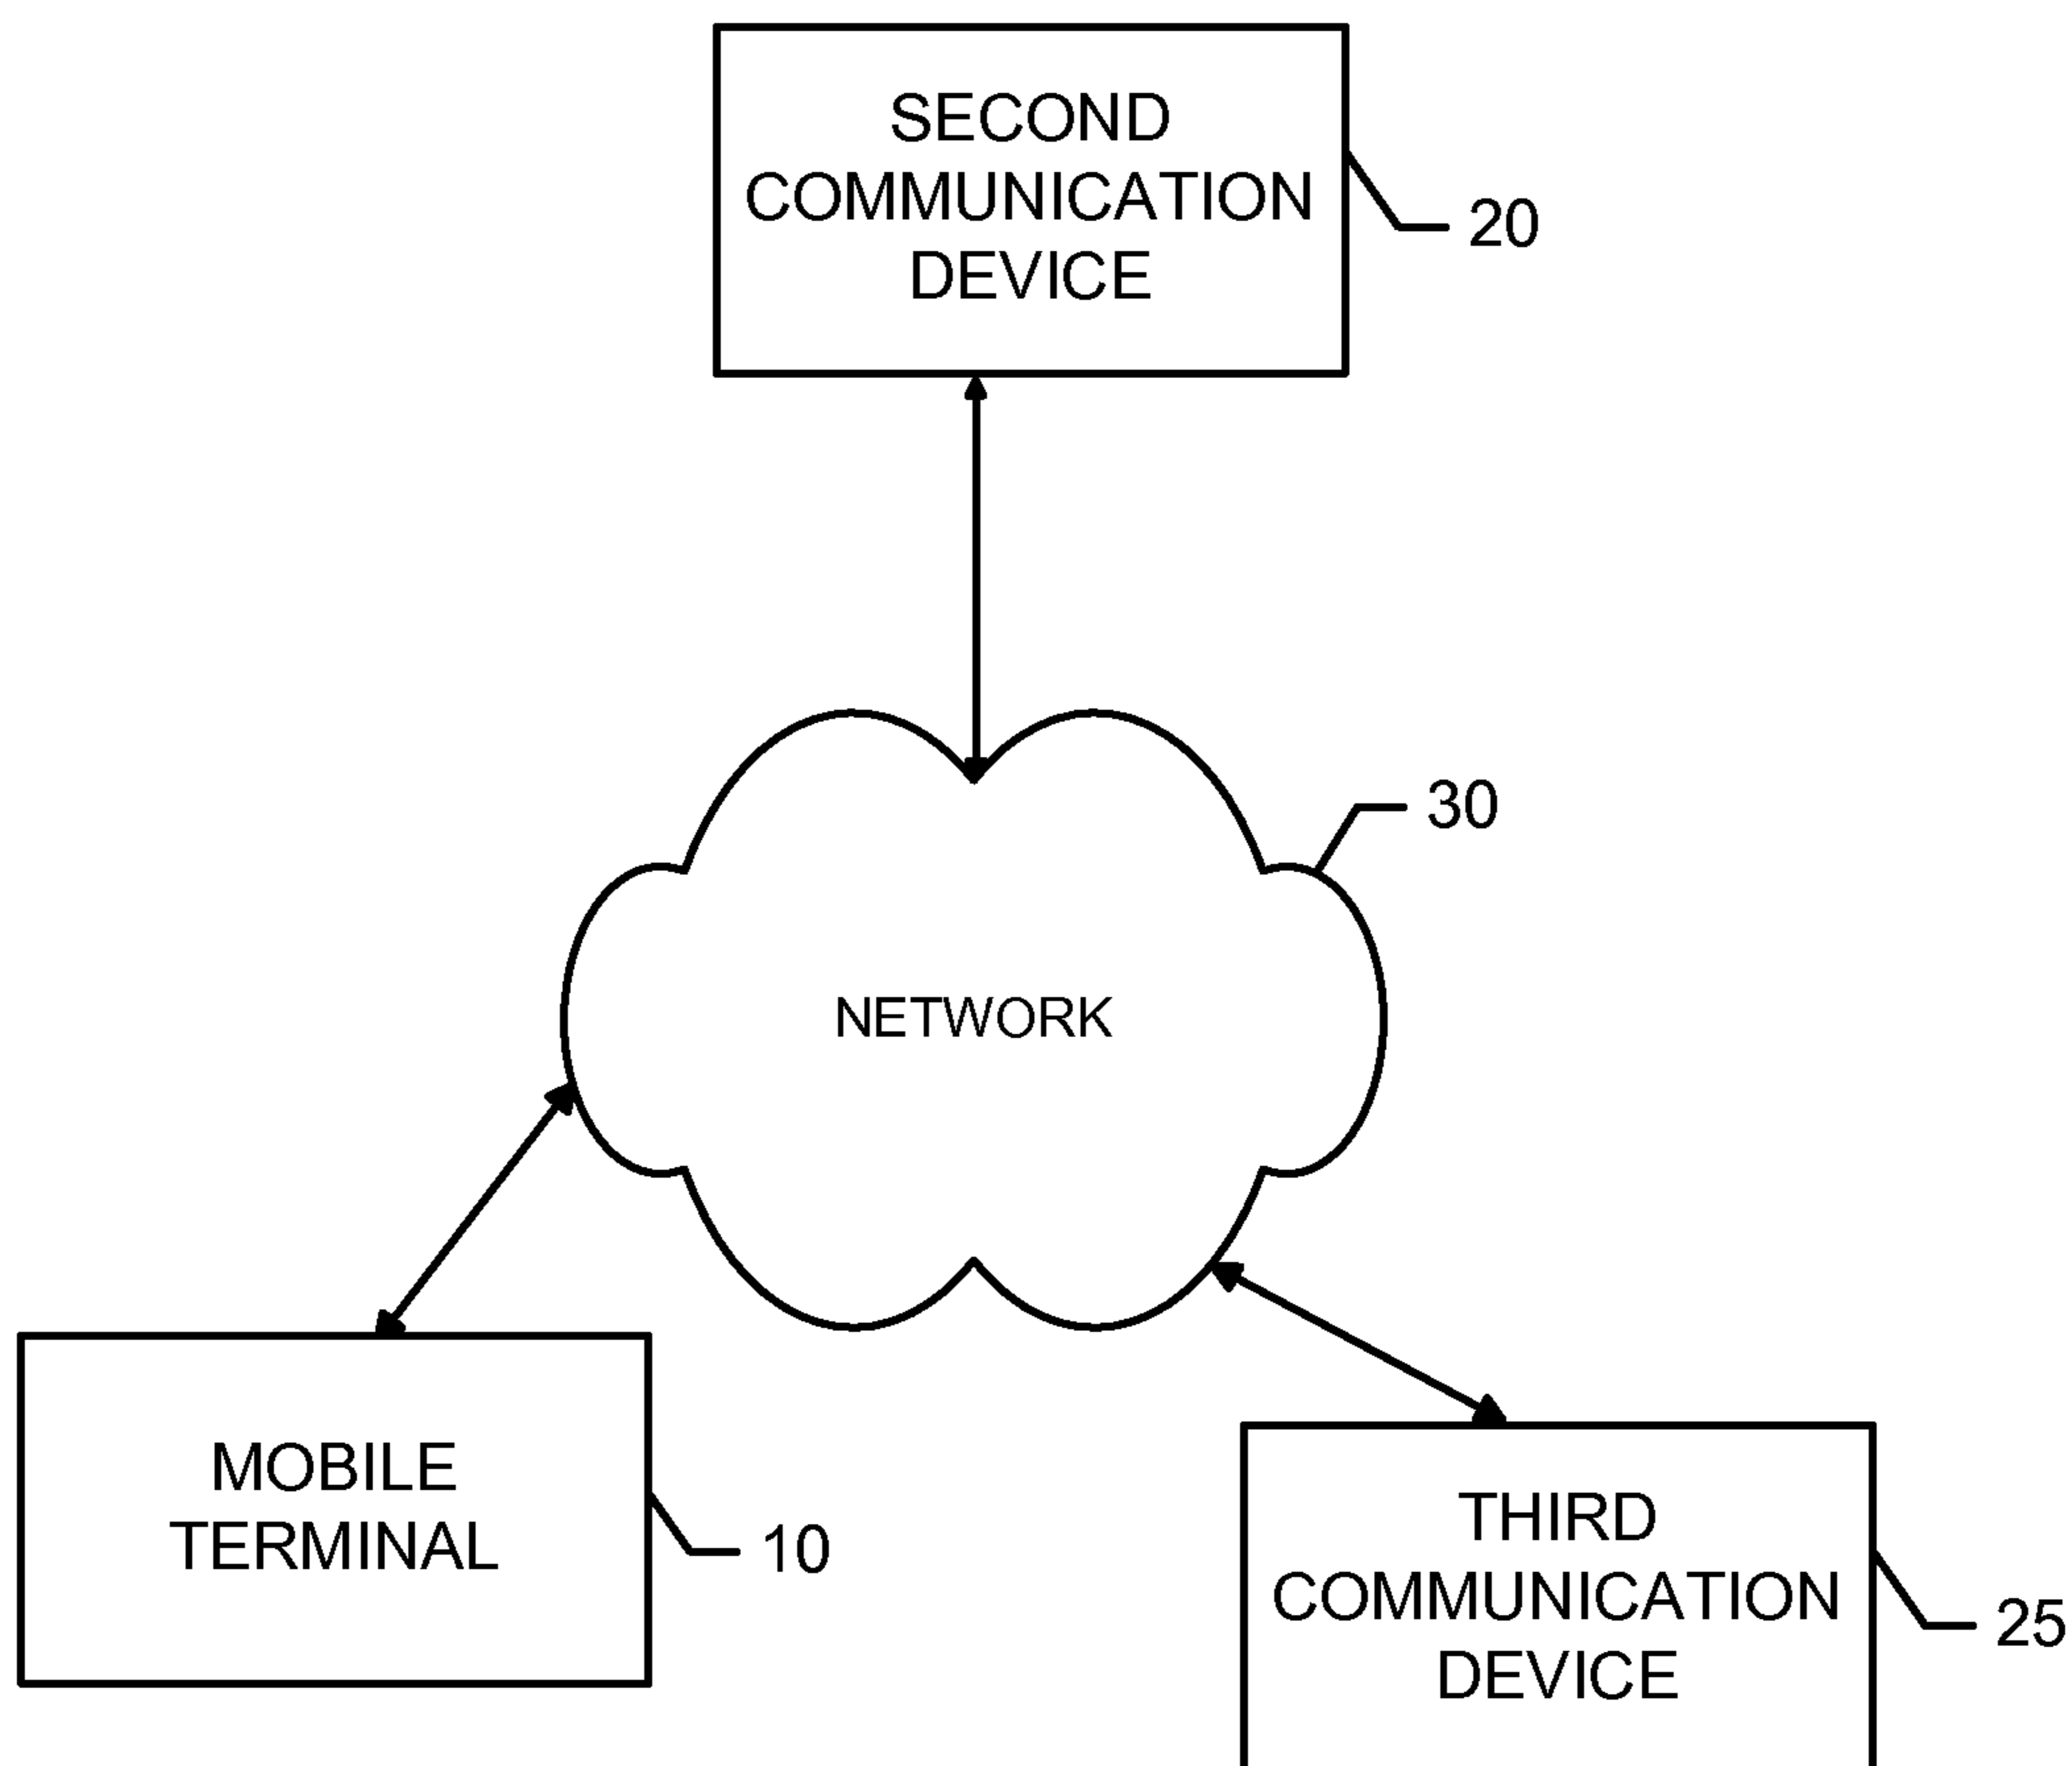 SECOND
COMMUNICATION
DEVICE
20
30
NETWORK
MOBILE
TERMINAL
10
THIRD
COMMUNICATION
DEVICE
25